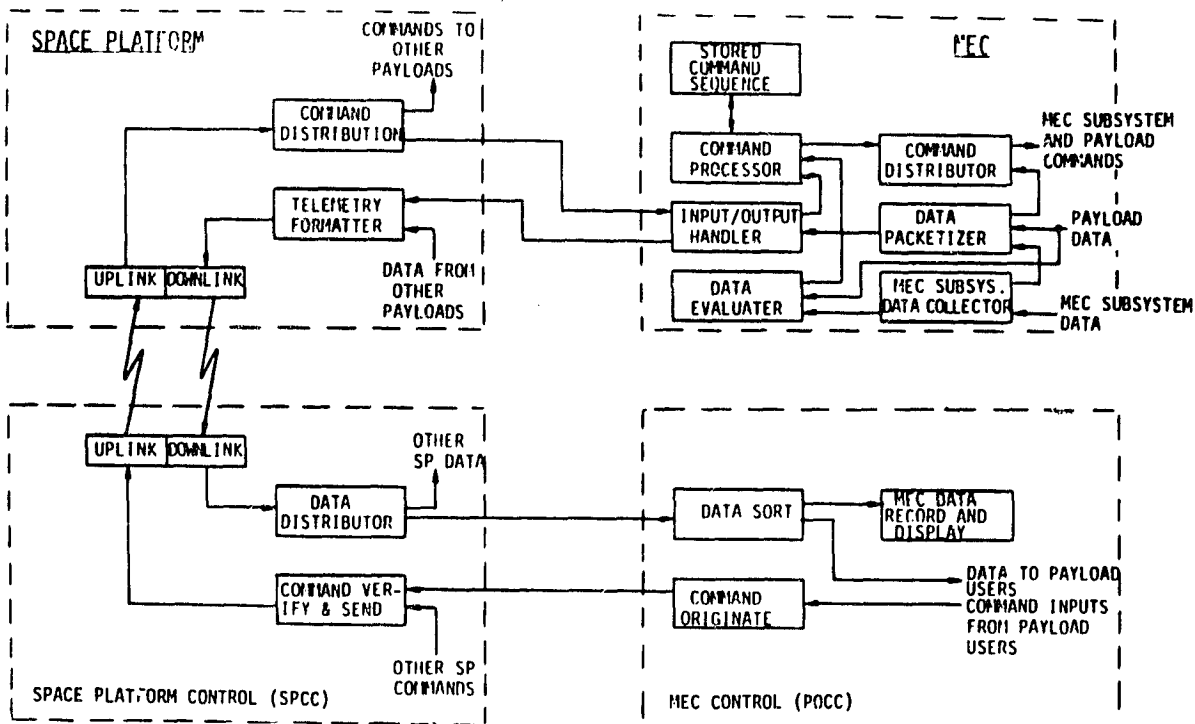 SPACE PLATFORM
COMMANDS TO
OTHER
PAYLOADS
COMMAND
DISTRIBUTION
TELEMETRY
FORMATTER
UPLINK
DOWNLINK
DATA FROM
OTHER
PAYLOADS
MEC
STORED
COMMAND
SEQUENCE
COMMAND
PROCESSOR
COMMAND
DISTRIBUTOR
MEC SUBSYSTEM
AND PAYLOAD
COMMANDS
INPUT/OUTPUT
HANDLER
DATA
PACKETIZER
PAYLOAD
DATA
DATA
EVALUATER
MEC SUBSYS.
DATA COLLECTOR
MEC SUBSYSTEM
DATA
UPLINK
DOWNLINK
OTHER
SP DATA
DATA
DISTRIBUTOR
COMMAND VER-
IFY & SEND
OTHER SP
COMMANDS
SPACE PLATFORM CONTROL (SPCC)
DATA SORT
MEC DATA
RECORD AND
DISPLAY
DATA TO PAYLOAD
USERS
COMMAND
ORIGINATE
COMMAND INPUTS
FROM PAYLOAD
USERS
MEC CONTROL (POCC)